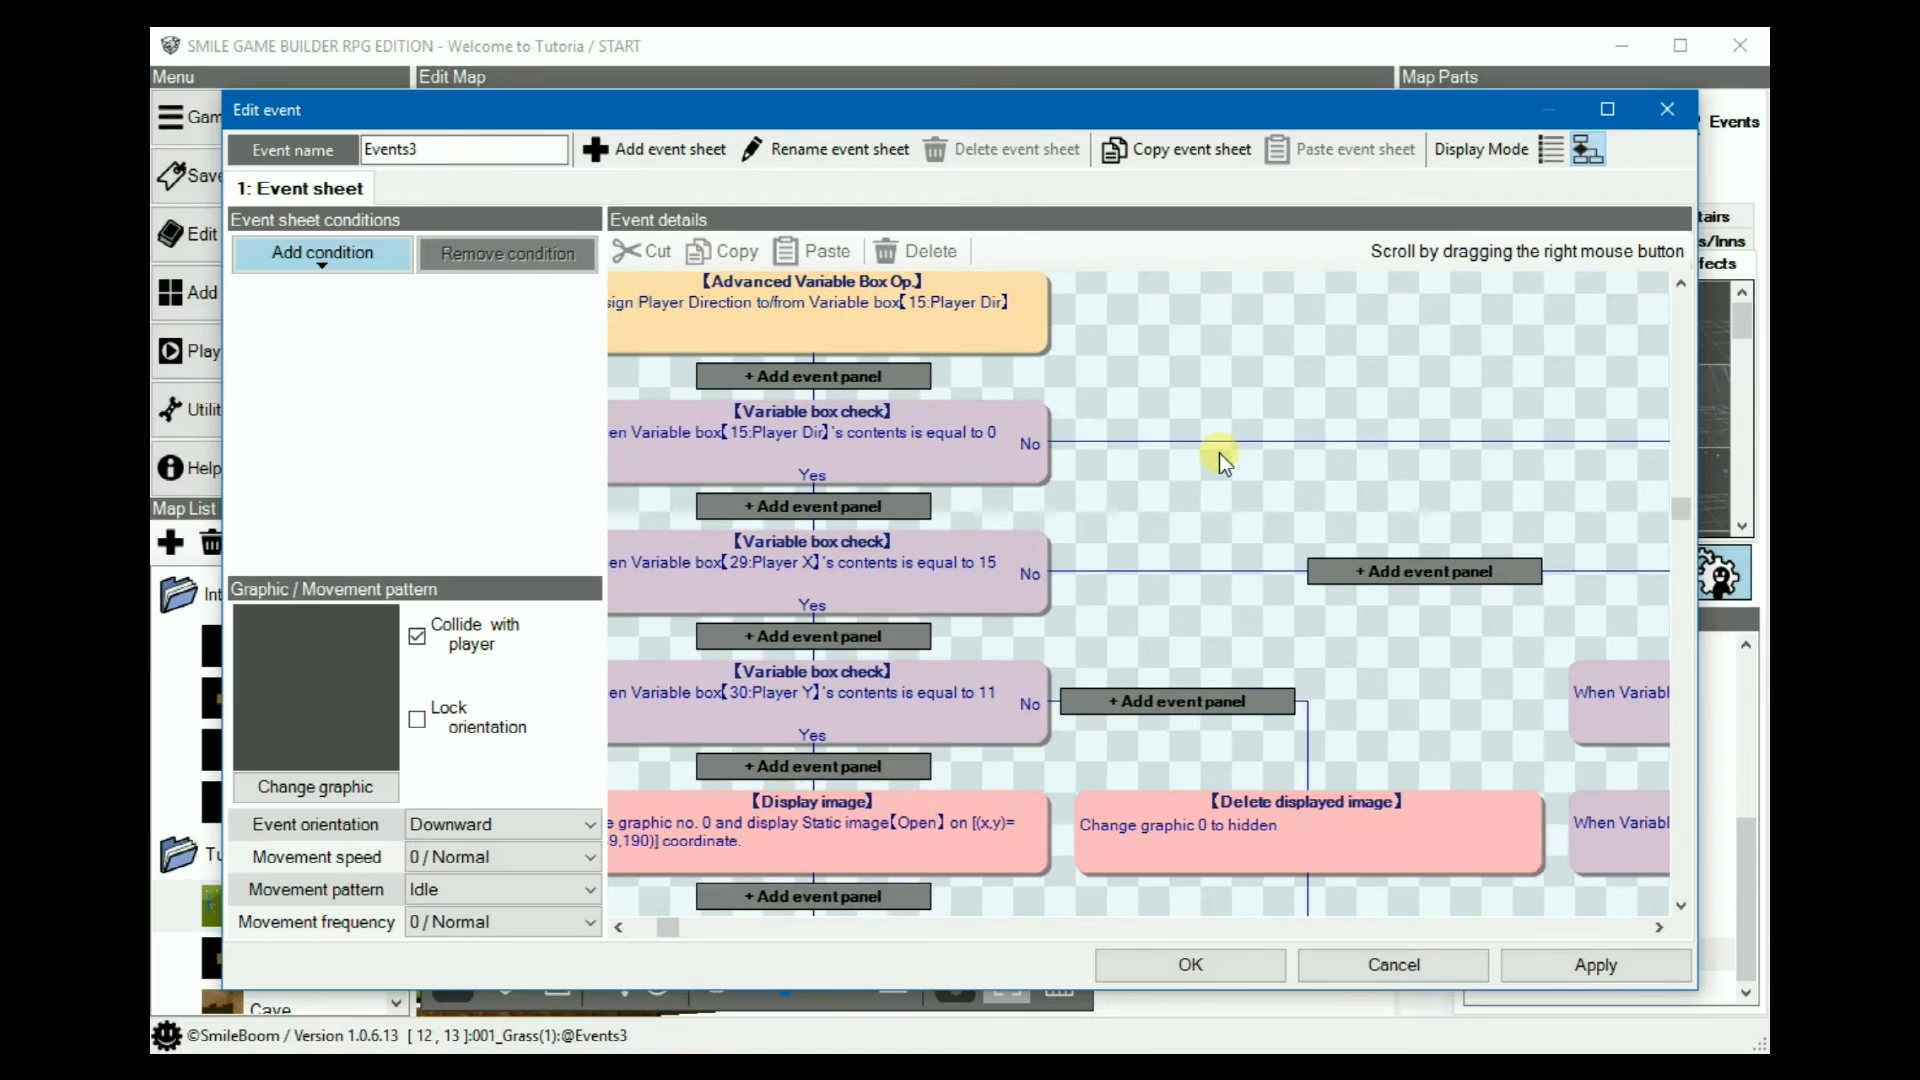 SMILE GAME BUILDER RPG EDITION - Welcome to Tutoria / START
Menu
Edit Map
Map Parts
Edit event
Events
Event name
Events3
Add event sheet
Rename event sheet
Delete event sheet
Copy event sheet
Paste event sheet
Display Mode
1: Event sheet
Event sheet conditions
Event details
Add condition
Remove condition
Cut
Copy
Paste
Delete
Scroll by dragging the right mouse button
Gam
Save
Edit
Add
Play
Utilit
Help
Map List
Int
Tu
Cave
tairs
s/Inns
fects
【Advanced Variable Box Op.】
sign Player Direction to/from Variable box【15:Player Dir】
+ Add event panel
【Variable box check】
en Variable box【15:Player Dir】's contents is equal to 0
No
Yes
+ Add event panel
【Variable box check】
en Variable box【29:Player X】's contents is equal to 15
No
+ Add event panel
Yes
+ Add event panel
【Variable box check】
en Variable box【30:Player Y】's contents is equal to 11
No
+ Add event panel
When Variabl
Yes
+ Add event panel
【Display image】
e graphic no. 0 and display Static image【Open】 on [(x,y)=
9,190)] coordinate.
【Delete displayed image】
Change graphic 0 to hidden
When Variabl
+ Add event panel
Graphic / Movement pattern
Collide with
player
Lock
orientation
Change graphic
Event orientation
Downward
Movement speed
0 / Normal
Movement pattern
Idle
Movement frequency
0 / Normal
OK
Cancel
Apply
©SmileBoom / Version 1.0.6.13 [ 12 , 13 ]:001_Grass(1):@Events3